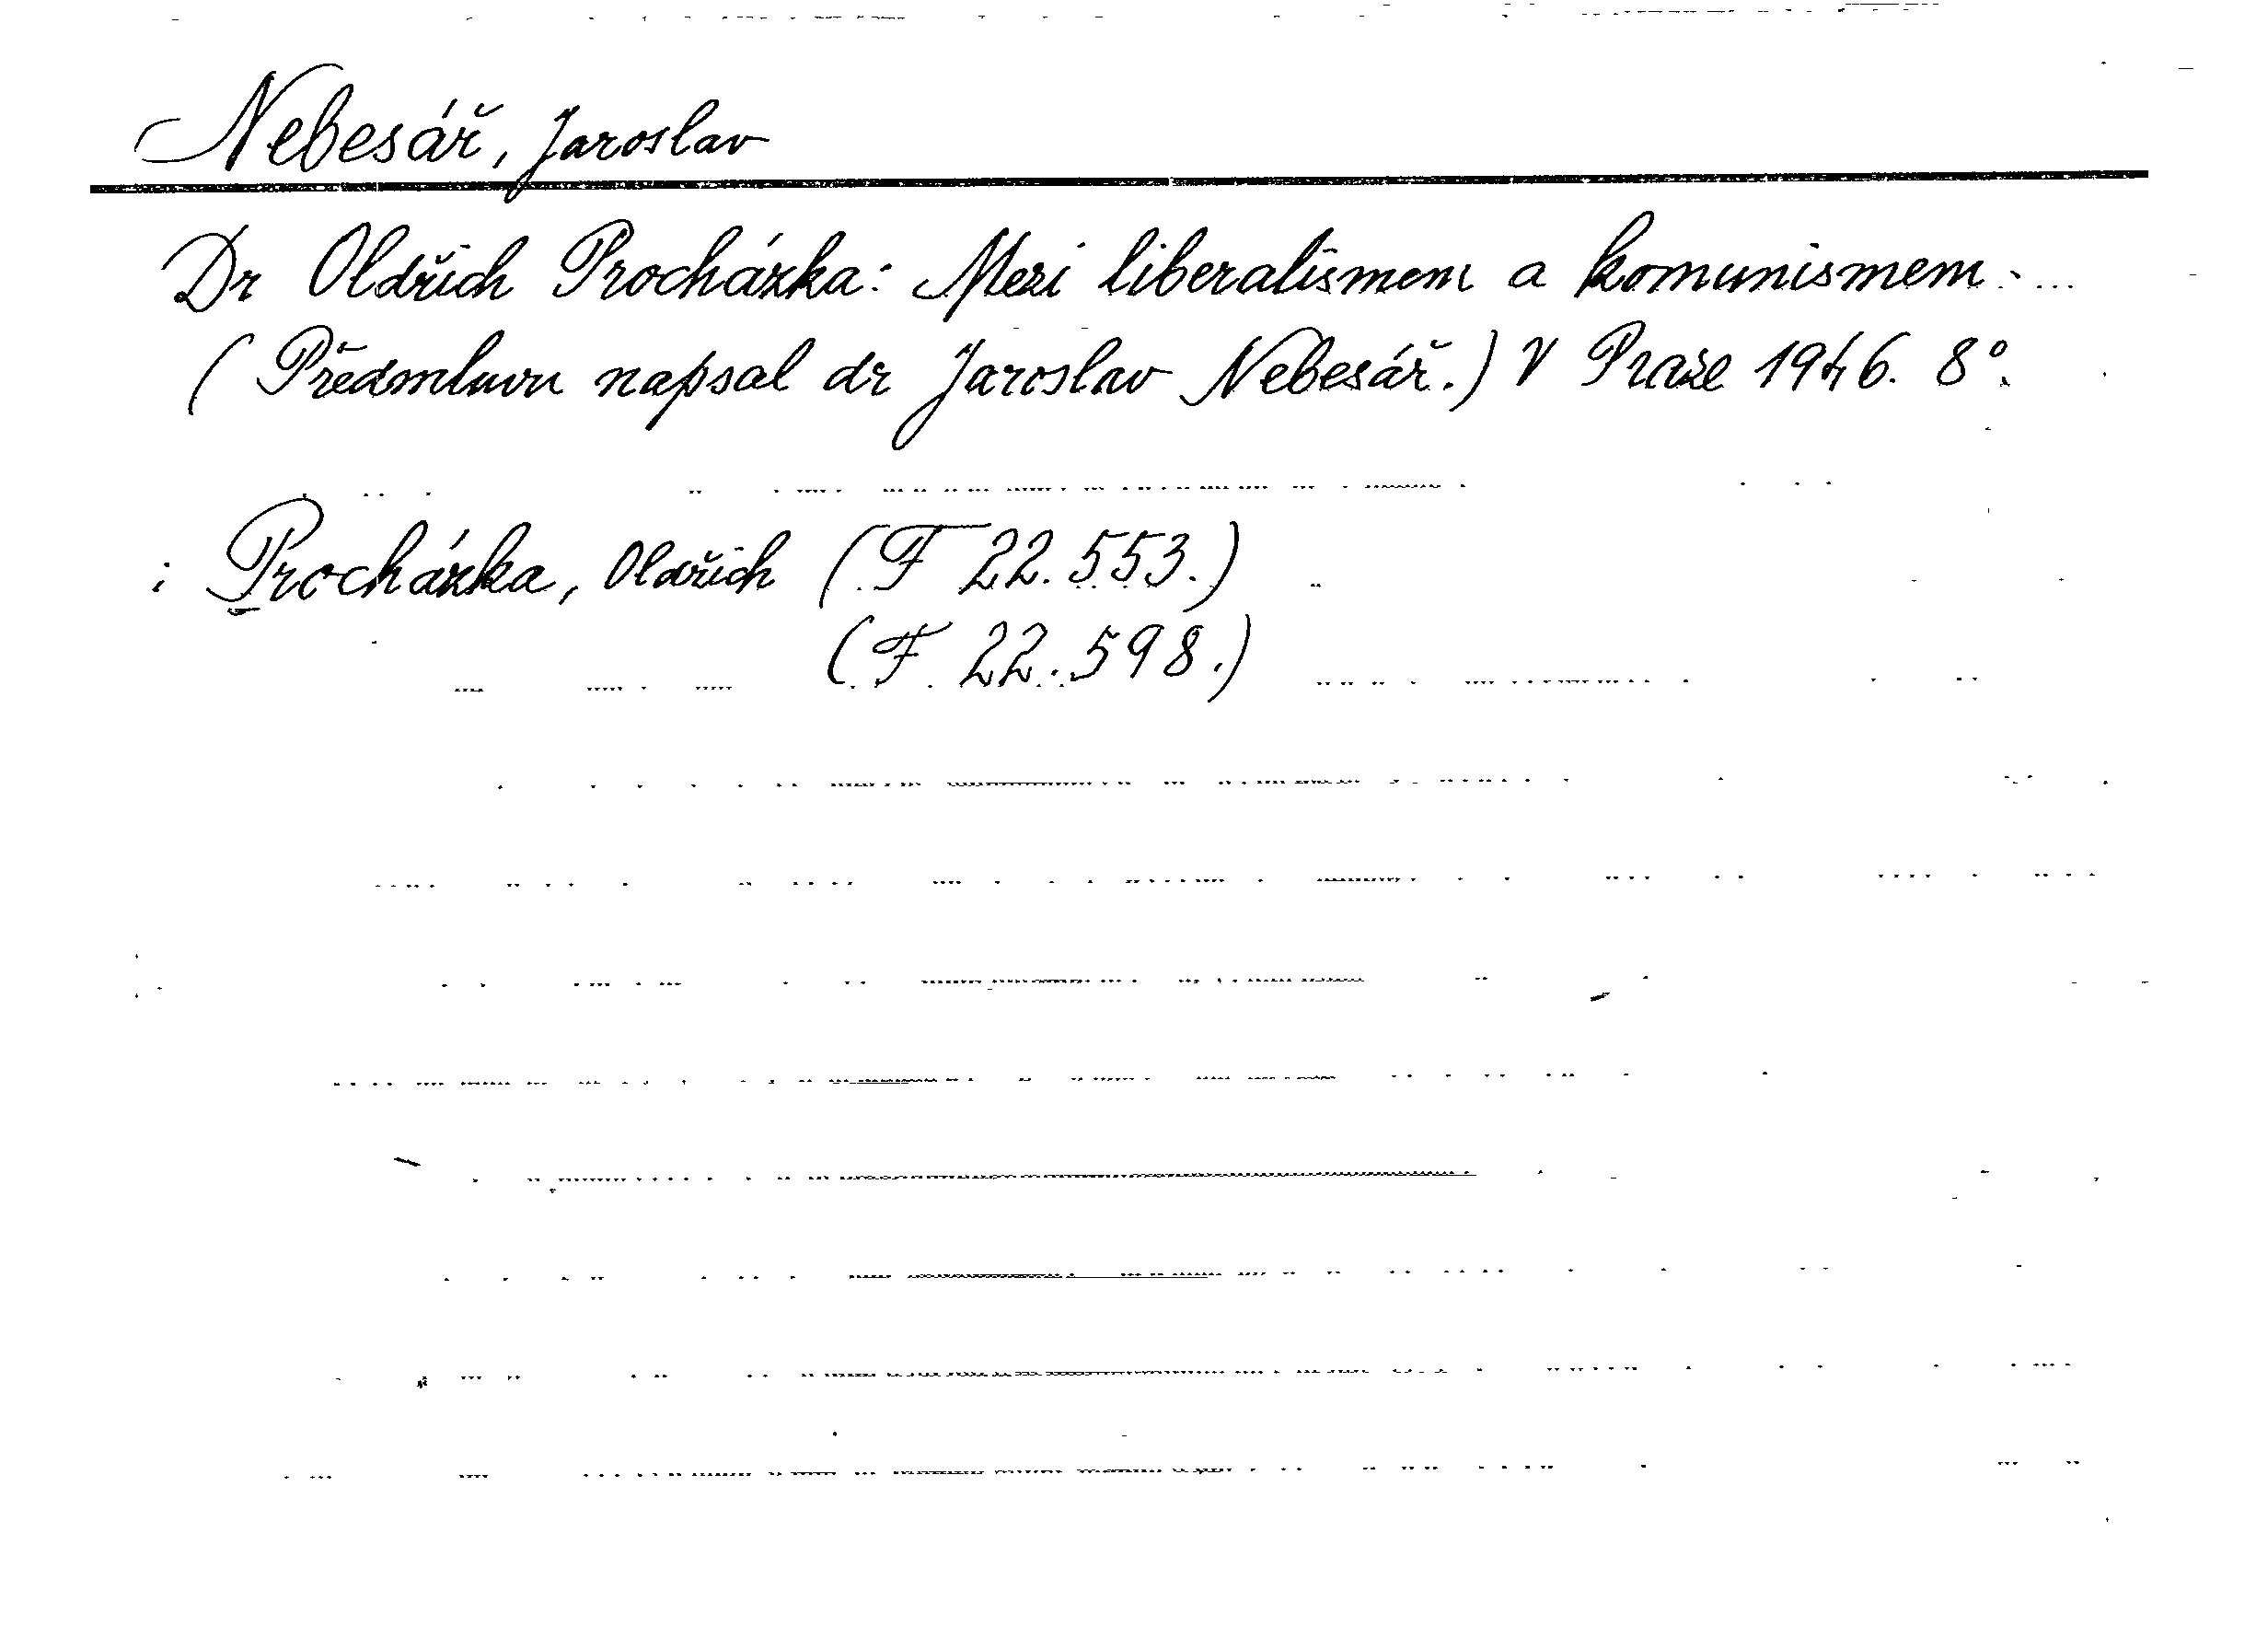 Nebesář, Jaroslav
Dr Oldřich Procházka: Mezi liberalismem a komunismem....
(Předmluvu napsal dr Jaroslav Nebesář.) V Praze 1946. 8°.
: Procházka, Oldřich (F 22.553.)
(F 22.598.)